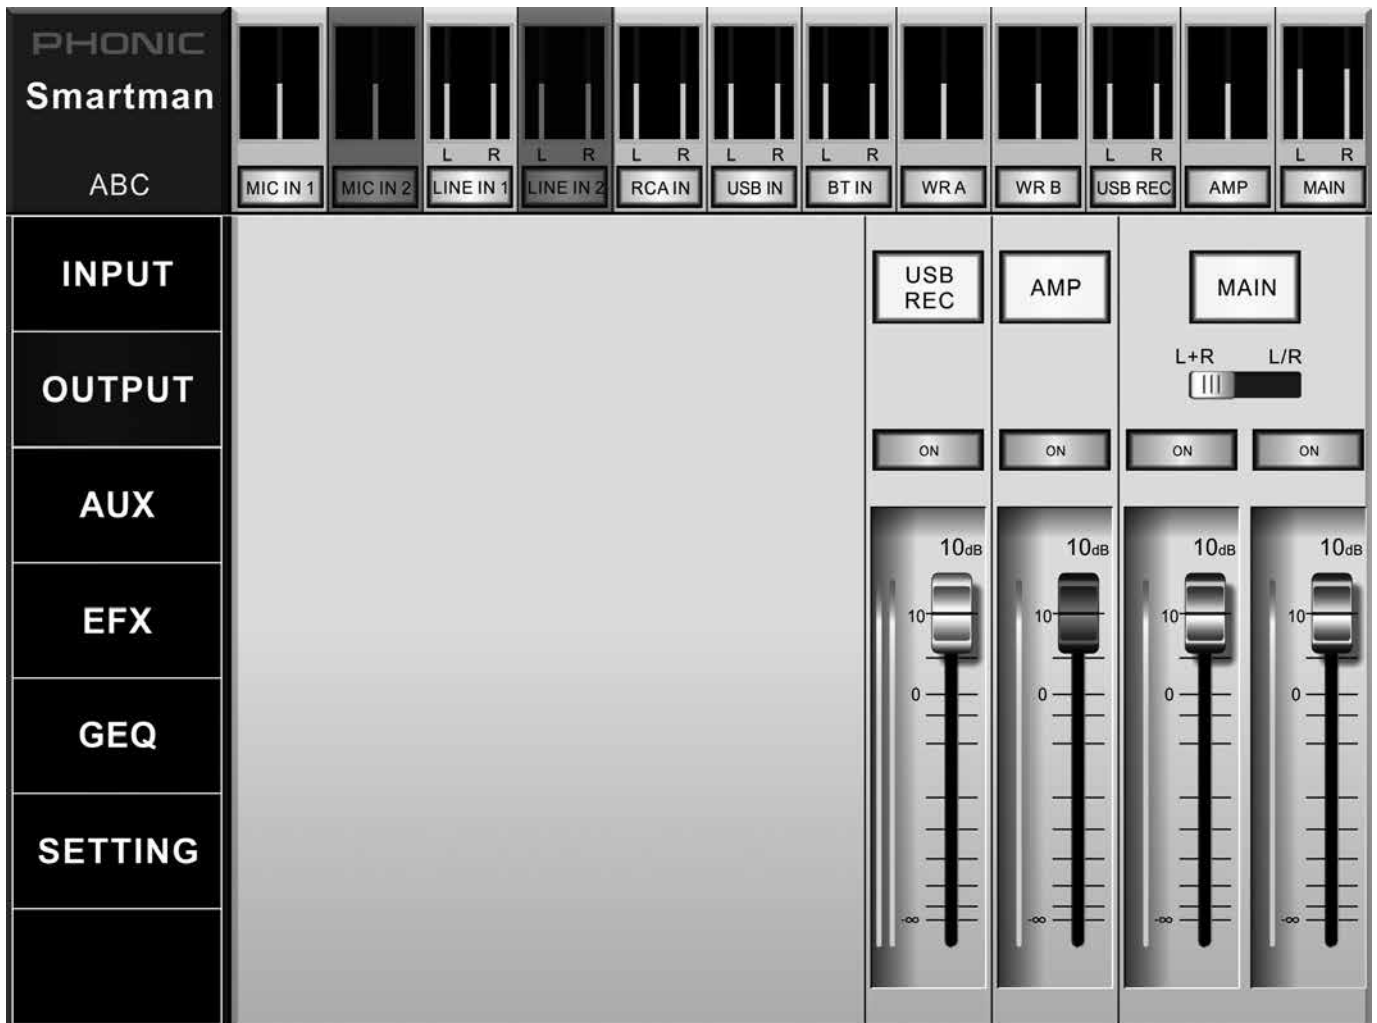 PHONIC
Smartman
ABC
L R L R L R L R L R L R L R
MIC IN 1 MIC IN 2 LINE IN 1 LINE IN 2 RCA IN USB IN BT IN WR A WR B USB REC AMP MAIN
INPUT
OUTPUT
AUX
EFX
GEQ
SETTING
USB
REC
AMP
MAIN
L+R L/R
ON ON ON ON
10dB 10dB 10dB 10dB
10 10 10 10
0 0 0 0
-∞ -∞ -∞ -∞